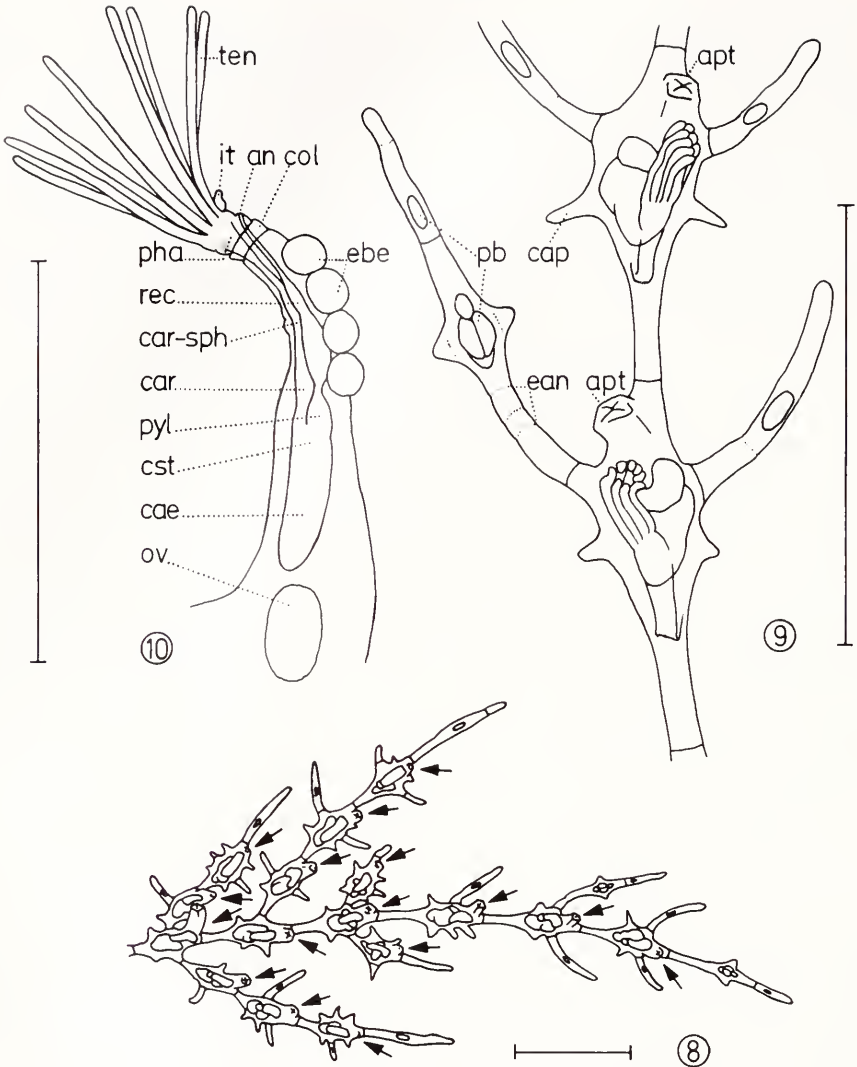 ten
apt
it an col
pha ebe pb cap
rec
car-sph
car
ean apt
pyl
cst
cae
ov
10
9
8